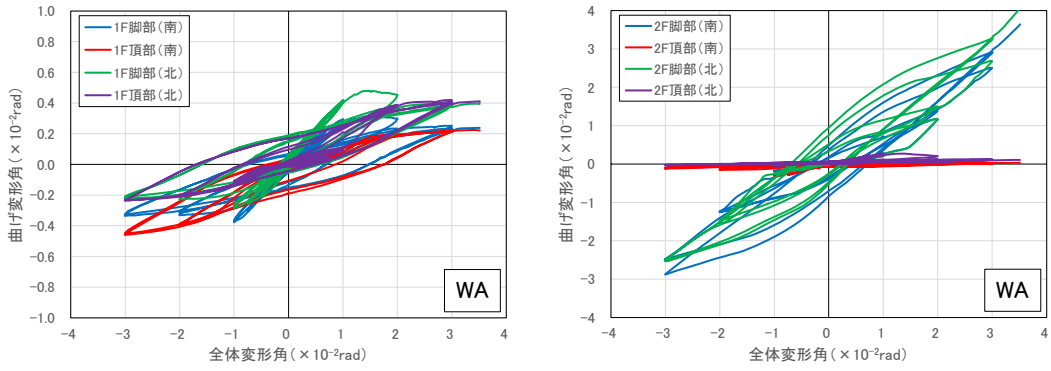 1.0
0.8
0.6
0.4
0.2
0.0
−0.2
−0.4
−0.6
−0.8
−1.0
曲げ変形角(×10⁻²rad)
1F脚部(南)
1F頂部(南)
1F脚部(北)
1F頂部(北)
WA
−4 −3 −2 −1 0 1 2 3 4
全体変形角(×10⁻²rad)
4
3
2
1
0
−1
−2
−3
−4
曲げ変形角(×10⁻²rad)
2F脚部(南)
2F頂部(南)
2F脚部(北)
2F頂部(北)
WA
−4 −3 −2 −1 0 1 2 3 4
全体変形角(×10⁻²rad)